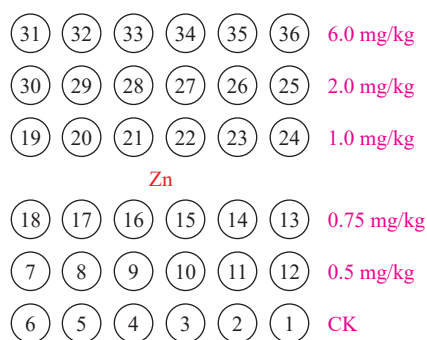 31 32 33 34 35 36 6.0 mg/kg
30 29 28 27 26 25 2.0 mg/kg
19 20 21 22 23 24 1.0 mg/kg
Zn
18 17 16 15 14 13 0.75 mg/kg
7 8 9 10 11 12 0.5 mg/kg
6 5 4 3 2 1 CK